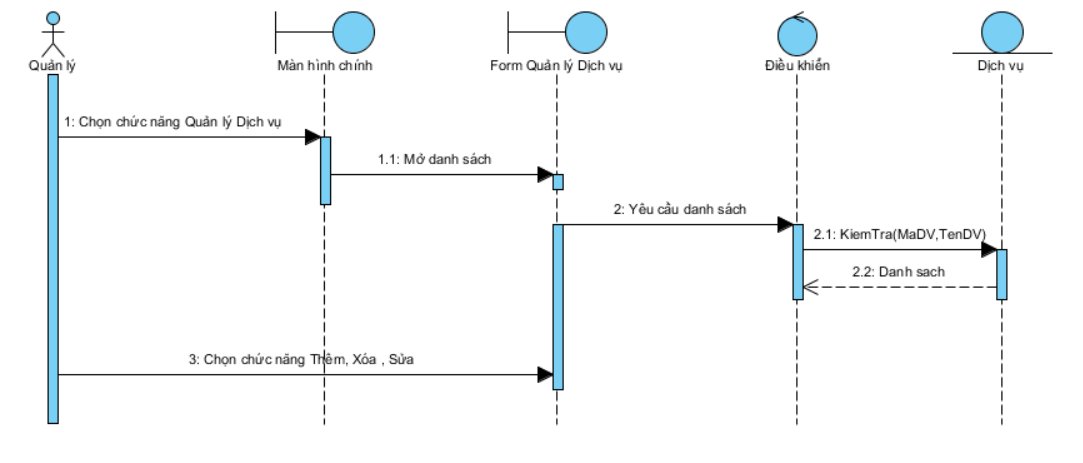 Quản lý
Màn hình chính
Form Quản lý Dịch vụ
Điều khiển
Dịch vụ
1: Chọn chức năng Quản lý Dịch vụ
1.1: Mở danh sách
2: Yêu cầu danh sách
2.1: KiemTra(MaDV,TenDV)
2.2: Danh sach
3: Chọn chức năng Thêm, Xóa , Sửa